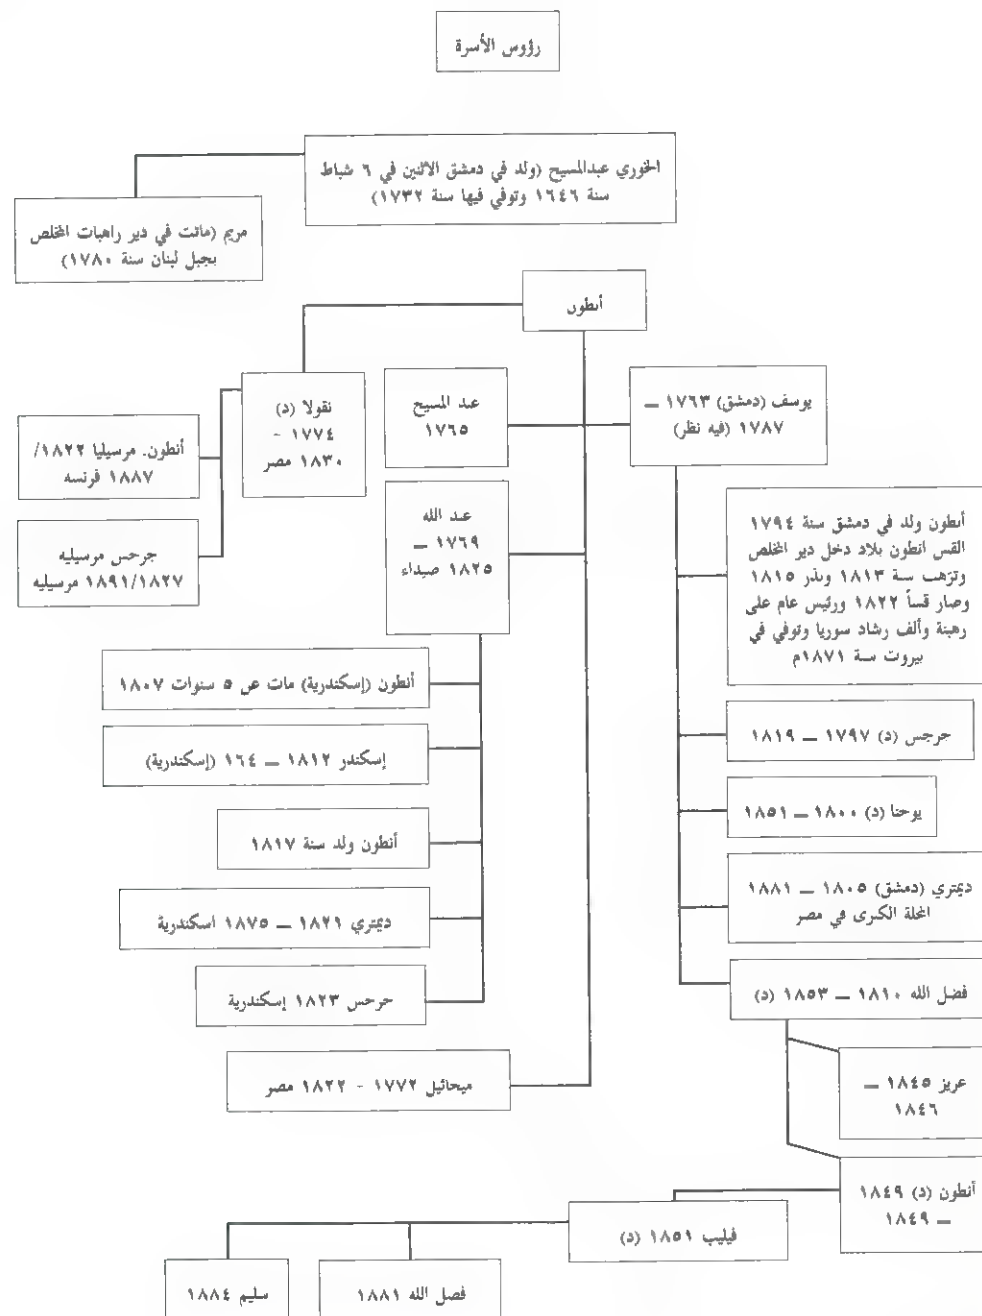 رؤوس الأسرة
الخوري عبدالمسيح (ولد في دمشق الاثنين في ٦ شباط
سنة ١٦٤٦ وتوفي فيها سنة ١٧٣٢)
مريم (ماتت في دير راهبات المخلص
بجبل لبنان سنة ١٧٨٠)
أنطون
يوسف (دمشق) ١٧٦٣ –
١٧٨٧ (فيه نظر)
عبد المسيح
١٧٦٥
نقولا (د)
١٧٧٤ -
١٨٣٠ مصر
أنطون. مرسيليا ١٨٢٢/
١٨٨٧ فرنسه
جرجس مرسيليه
١٨٩١/١٨٢٧ مرسيليه
عبد الله
١٧٦٩ –
١٨٢٥ صيداء
أنطون ولد في دمشق سنة ١٧٩٤
القس انطون بلاد دخل دير المخلص
وترهب سنة ١٨١٣ ونذر ١٨١٥
وصار قساً ١٨٢٢ ورئيس عام على
رهبنة وألف رشاد سوريا وتوفي في
بيروت سنة ١٨٧١م
أنطون (إسكندرية) مات عن ٥ سنوات ١٨٠٧
جرجس (د) ١٧٩٧ – ١٨١٩
إسكندر ١٨١٢ – ١٦٤ (إسكندرية)
يوحنا (د) ١٨٠٠ – ١٨٥١
أنطون ولد سنة ١٨١٧
ديمتري (دمشق) ١٨٠٥ – ١٨٨١
المحلة الكبرى في مصر
ديمتري ١٨٢١ – ١٨٧٥ اسكندرية
فضل الله ١٨١٠ – ١٨٥٣ (د)
جرجس ١٨٢٣ إسكندرية
ميخائيل ١٧٧٢ - ١٨٢٢ مصر
عزيز ١٨٤٥ –
١٨٤٦
أنطون (د) ١٨٤٩
– ١٨٤٩
فيليب ١٨٥١ (د)
فضل الله ١٨٨١
سليم ١٨٨٤